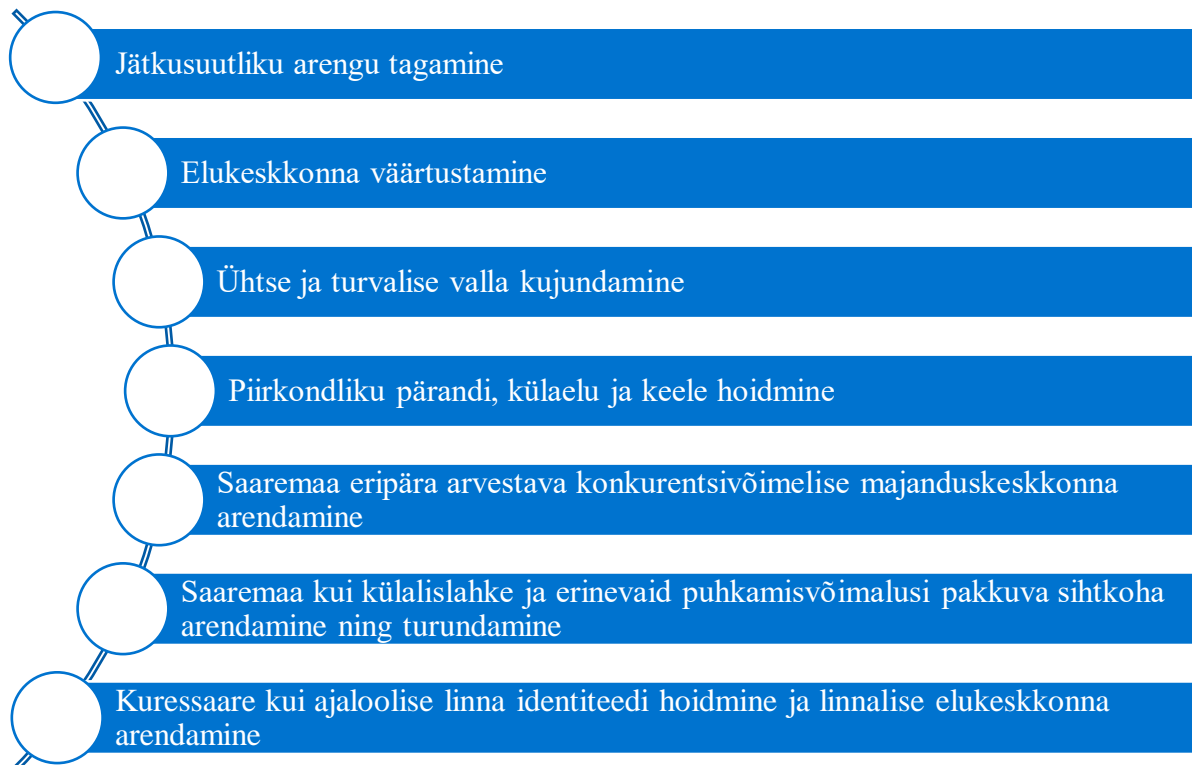 Jätkusuutliku arengu tagamine
Elukeskkonna väärtustamine
Ühtse ja turvalise valla kujundamine
Piirkondliku pärandi, külaelu ja keele hoidmine
Saaremaa eripära arvestava konkurentsivõimelise majanduskeskkonna
arendamine
Saaremaa kui külalislahke ja erinevaid puhkamisvõimalusi pakkuva sihtkoha
arendamine ning turundamine
Kuressaare kui ajaloolise linna identiteedi hoidmine ja linnalise elukeskkonna
arendamine